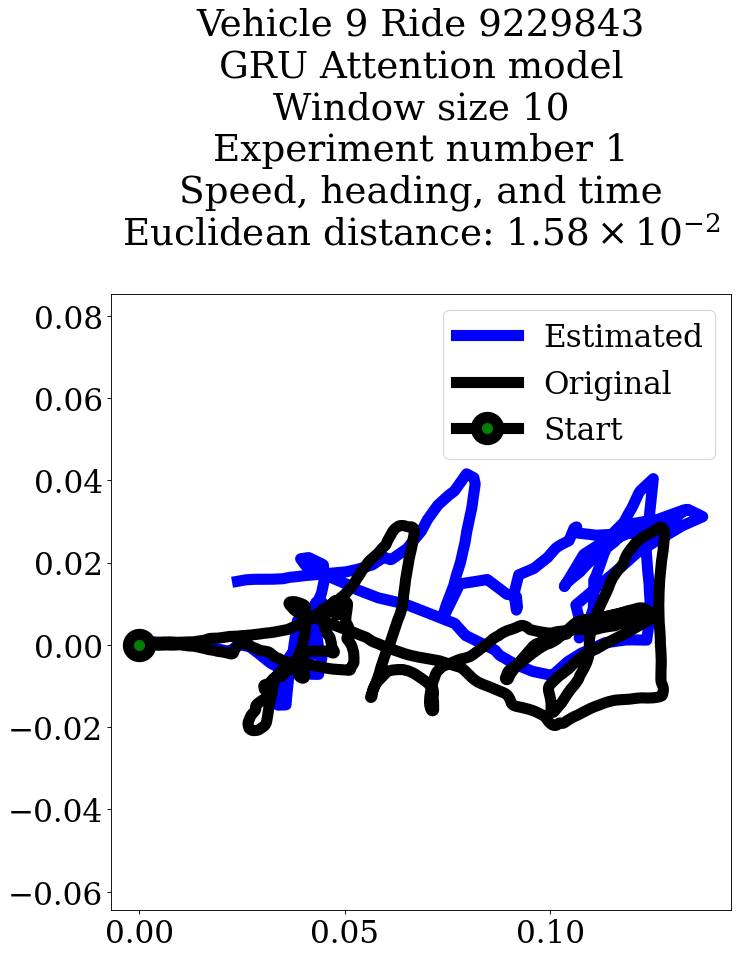 Vehicle 9 Ride 9229843
GRU Attention model
Window size 10
Experiment number 1
Speed, heading, and time
Euclidean distance: 1.58 × 10⁻²
Estimated
Original
Start
0.08
0.06
0.04
0.02
0.00
−0.02
−0.04
−0.06
0.00 0.05 0.10